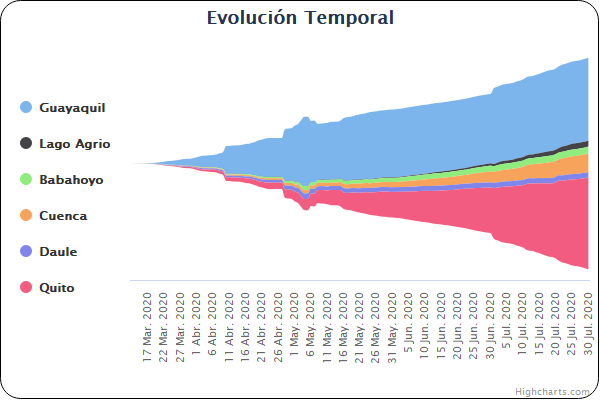 Evolución Temporal
Guayaquil
Lago Agrio
Babahoyo
Cuenca
Daule
Quito
17 Mar. 2020
22 Mar. 2020
27 Mar. 2020
1 Abr. 2020
6 Abr. 2020
11 Abr. 2020
16 Abr. 2020
21 Abr. 2020
26 Abr. 2020
1 May. 2020
6 May. 2020
11 May. 2020
16 May. 2020
21 May. 2020
26 May. 2020
31 May. 2020
5 Jun. 2020
10 Jun. 2020
15 Jun. 2020
20 Jun. 2020
25 Jun. 2020
30 Jun. 2020
5 Jul. 2020
10 Jul. 2020
15 Jul. 2020
20 Jul. 2020
25 Jul. 2020
30 Jul. 2020
Highcharts.com